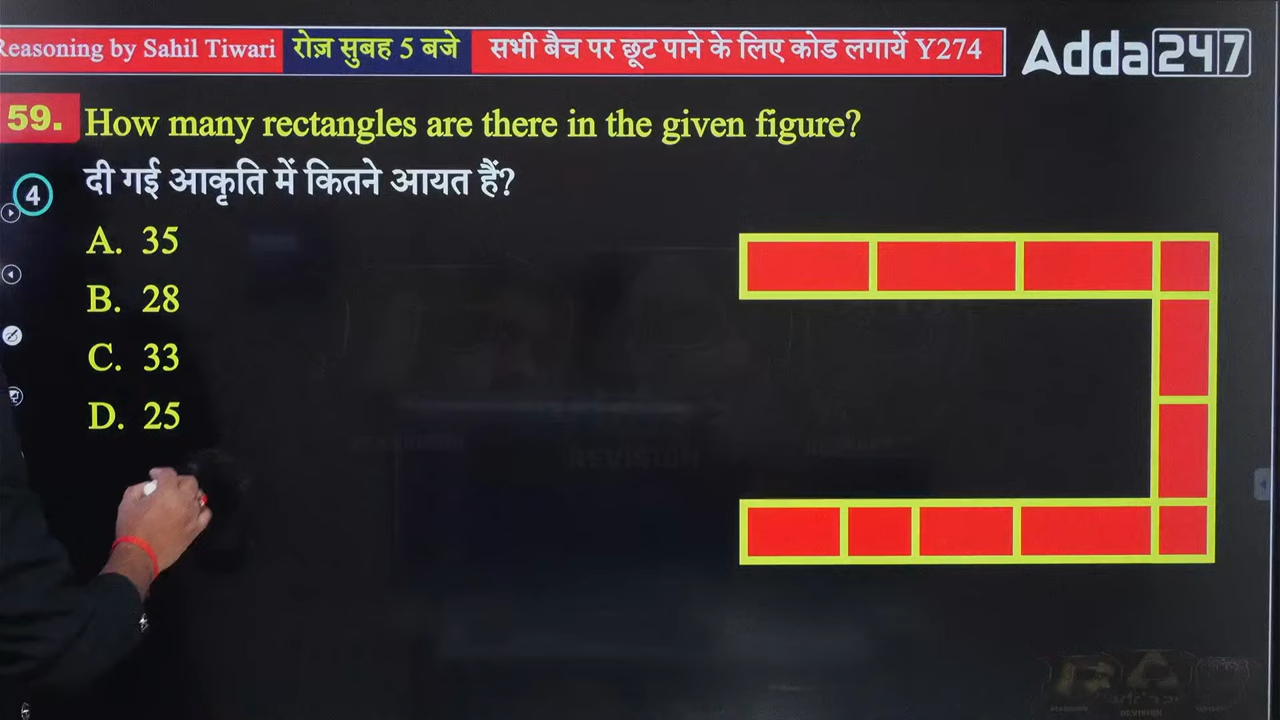 Reasoning by Sahil Tiwari रोज़ सुबह 5 बजे सभी बैच पर छूट पाने के लिए कोड लगायें Y274 Adda247
59. How many rectangles are there in the given figure?
4 दी गई आकृति में कितने आयत हैं?
A. 35
B. 28
C. 33
D. 25
REVISION